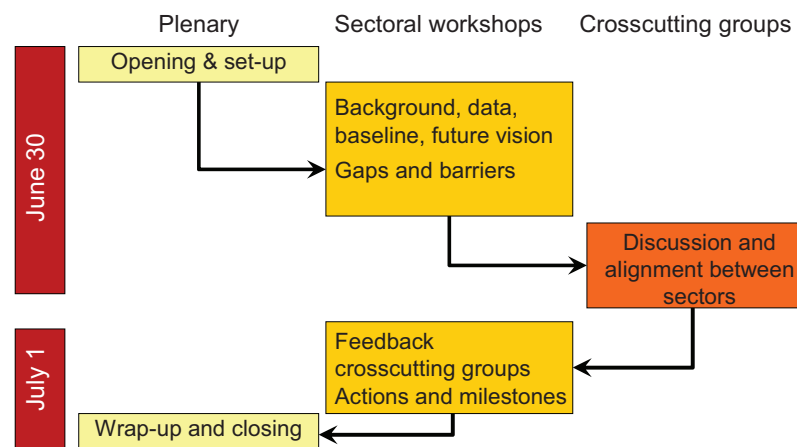 Plenary
Sectoral workshops
Crosscutting groups
June 30
Opening & set-up
Background, data,
baseline, future vision
Gaps and barriers
Discussion and
alignment between
sectors
July 1
Feedback
crosscutting groups
Actions and milestones
Wrap-up and closing